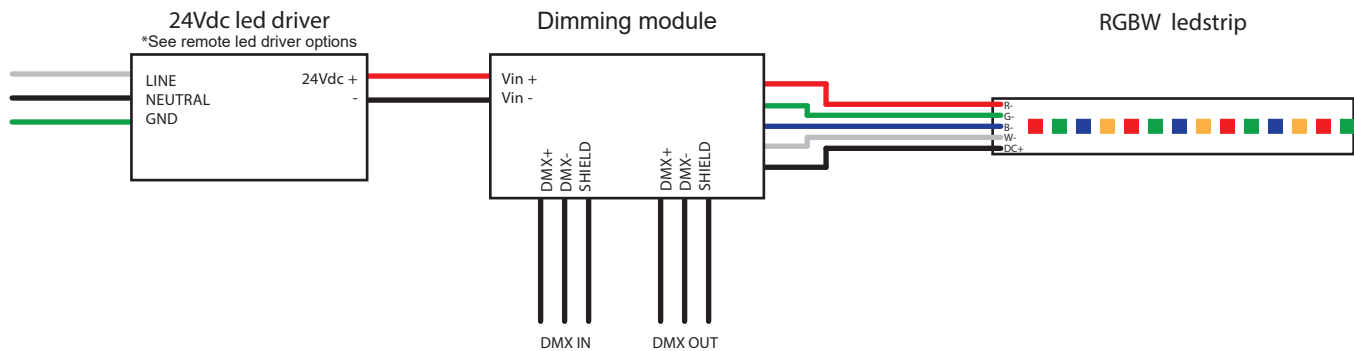 24Vdc led driver
*See remote led driver options
LINE
NEUTRAL
GND
24Vdc +
-
Dimming module
Vin +
Vin -
DMX+
DMX-
SHIELD
DMX+
DMX-
SHIELD
DMX IN
DMX OUT
RGBW ledstrip
R-
G-
B-
W-
DC+